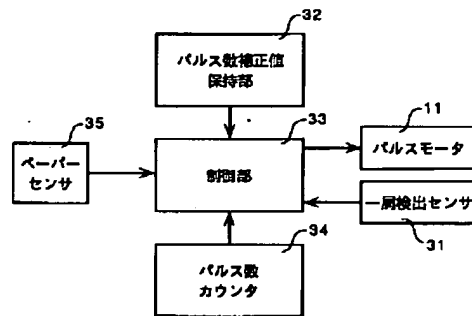 32
パルス数補正値
保持部
35
33
11
ペーパー
センサ
制御部
パルスモータ
一周検出センサ
34
31
パルス数
カウンタ